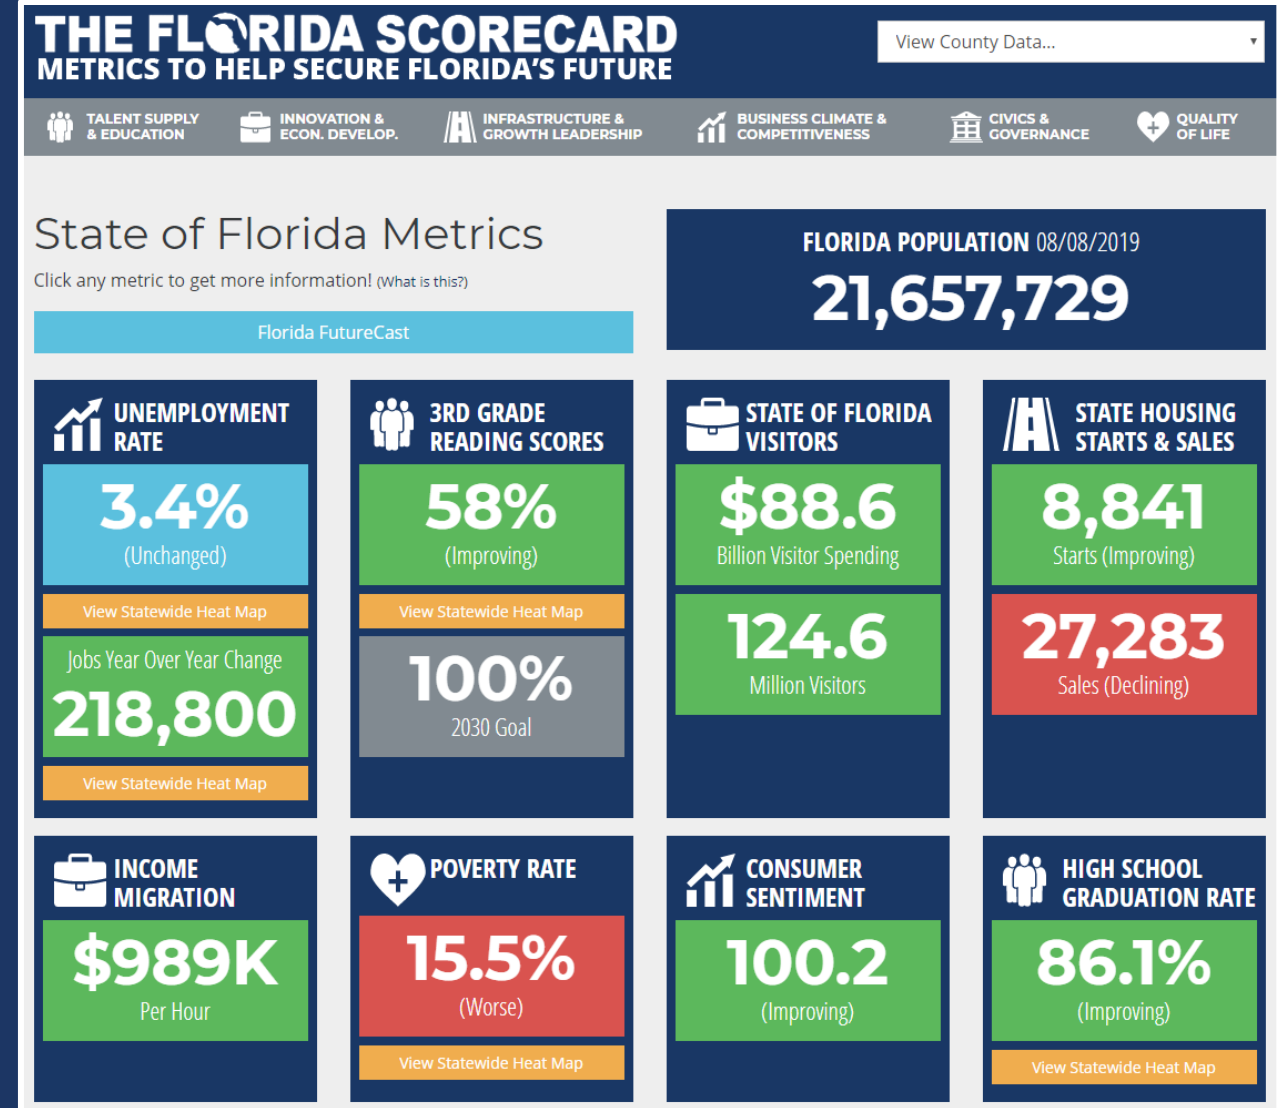 THE FLORIDA SCORECARD
METRICS TO HELP SECURE FLORIDA'S FUTURE
View County Data...
TALENT SUPPLY
& EDUCATION
INNOVATION &
ECON. DEVELOP.
INFRASTRUCTURE &
GROWTH LEADERSHIP
BUSINESS CLIMATE &
COMPETITIVENESS
CIVICS &
GOVERNANCE
QUALITY
OF LIFE
State of Florida Metrics
Click any metric to get more information! (What is this?)
Florida FutureCast
FLORIDA POPULATION 08/08/2019
21,657,729
UNEMPLOYMENT
RATE
3.4%
(Unchanged)
View Statewide Heat Map
Jobs Year Over Year Change
218,800
View Statewide Heat Map
3RD GRADE
READING SCORES
58%
(Improving)
View Statewide Heat Map
100%
2030 Goal
STATE OF FLORIDA
VISITORS
$88.6
Billion Visitor Spending
124.6
Million Visitors
STATE HOUSING
STARTS & SALES
8,841
Starts (Improving)
27,283
Sales (Declining)
INCOME
MIGRATION
$989K
Per Hour
POVERTY RATE
15.5%
(Worse)
View Statewide Heat Map
CONSUMER
SENTIMENT
100.2
(Improving)
HIGH SCHOOL
GRADUATION RATE
86.1%
(Improving)
View Statewide Heat Map